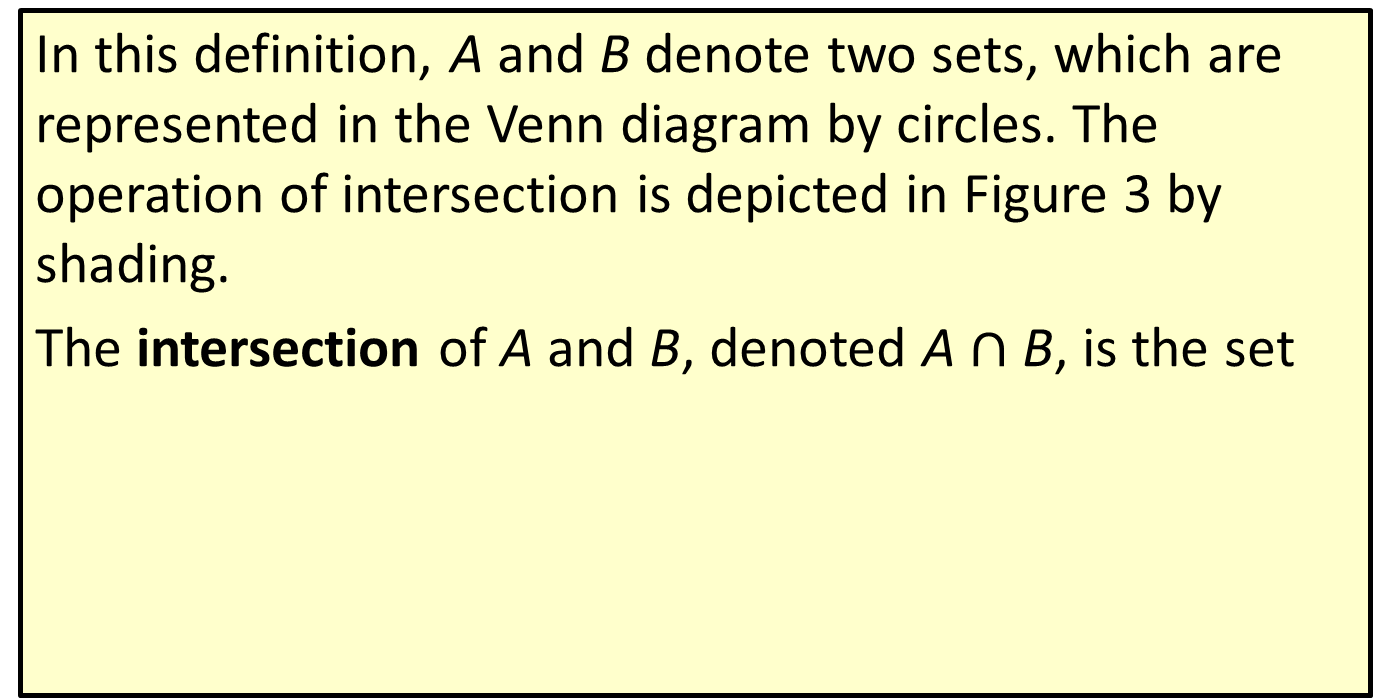 In this definition, A and B denote two sets, which are
represented in the Venn diagram by circles. The
operation of intersection is depicted in Figure 3 by
shading.
The intersection of A and B, denoted A ∩ B, is the set